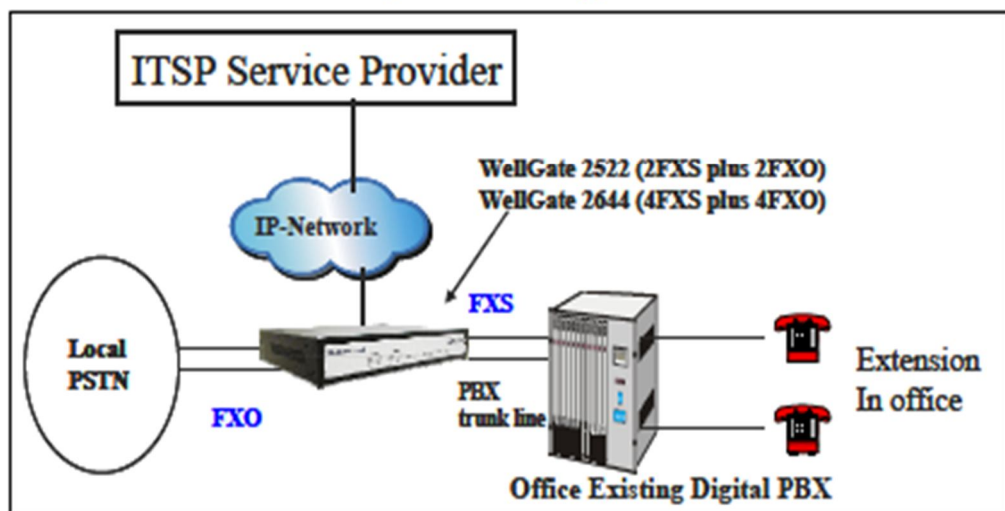 ITSP Service Provider
WellGate 2522 (2FXS plus 2FXO)
WellGate 2644 (4FXS plus 4FXO)
IP-Network
FXS
Local
PSTN
FXO
PBX
trunk line
Extension
In office
Office Existing Digital PBX